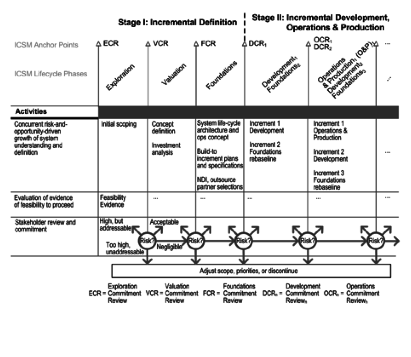 Stage I: Incremental Definition
Stage II: Incremental Development,
Operations & Production
ICSM Anchor Points
ECR
VCR
FCR
DCR₁
OCR₁
DCR₂
...
ICSM Lifecycle Phases
Exploration
Valuation
Foundations
Development₁
Foundations₂
Operations
& Production₁ (O&P)
Development₂
Foundations₃
...
Activities
Concurrent risk-and-
opportunity-driven
growth of system
understanding and
definition
Initial scoping
Concept
definition
Investment
analysis
System life-cycle
architecture and
ops concept
Build-to
increment plans
and specifications
NDI, outsource
partner selections
Increment 1
Development
Increment 2
Foundations
rebaseline
Increment 1
Operations &
Production
Increment 2
Development
Increment 3
Foundations
rebaseline
...
Evaluation of evidence
of feasibility to proceed
Feasibility
Evidence
...
...
...
...
Stakeholder review and
commitment
High, but
addressable
Acceptable
Risk?
Risk?
Risk?
Risk?
Risk?
Risk?
Too high,
unaddressable
Negligible
Adjust scope, priorities, or discontinue
Exploration
ECR = Commitment
Review
Valuation
VCR = Commitment
Review
Foundations
FCR = Commitment
Review
Development
DCRₙ = Commitment
Reviewₙ
Operations
OCRₙ = Commitment
Reviewₙ